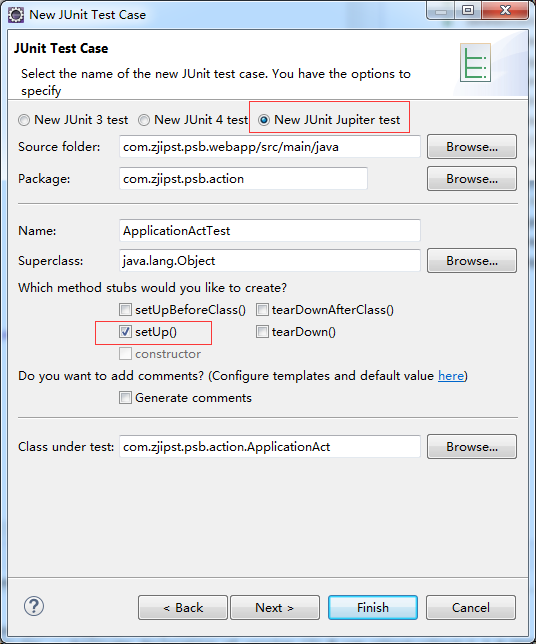 New JUnit Test Case
JUnit Test Case
Select the name of the new JUnit test case. You have the options to
specify
New JUnit 3 test New JUnit 4 test New JUnit Jupiter test
Source folder: com.zjipst.psb.webapp/src/main/java Browse...
Package: com.zjipst.psb.action Browse...
Name: ApplicationActTest
Superclass: java.lang.Object Browse...
Which method stubs would you like to create?
setUpBeforeClass() tearDownAfterClass()
setUp() tearDown()
constructor
Do you want to add comments? (Configure templates and default value here)
Generate comments
Class under test: com.zjipst.psb.action.ApplicationAct Browse...
? < Back Next > Finish Cancel